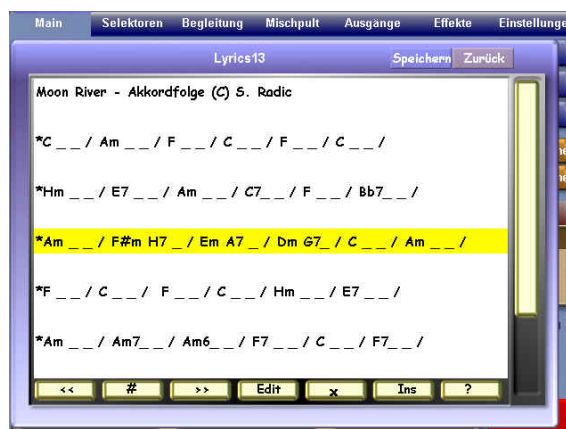 Main Selektoren Begleitung Mischpult Ausgänge Effekte
Lyrics13 Speichern Zurück
Moon River - Akkordfolge (C) S. Radic
*C _ _ / Am _ _ / F _ _ / C _ _ / F _ _ / C _ _ /
*Hm _ _ / E7 _ _ / Am _ _ / C7_ _ / F _ _ / Bb7_ _ /
*Am _ _ / F#m H7 _ / Em A7 _ / Dm G7_ / C _ _ / Am _ _ /
*F _ _ / C _ _ / F _ _ / C _ _ / Hm _ _ / E7 _ _ /
*Am _ _ / Am7_ _ / Am6_ _ / F7 _ _ / C _ _ / F7_ _ /
<< # >> Edit x Ins ?